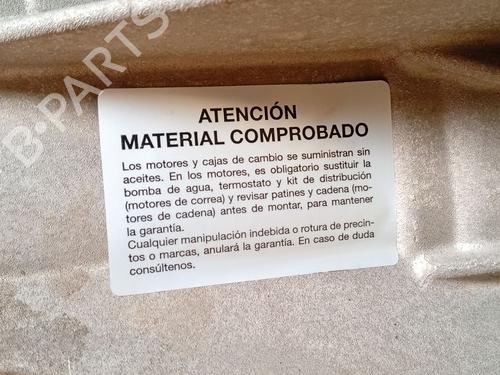 B-PARTS
ATENCIÓN
MATERIAL COMPROBADO
Los motores y cajas de cambio se suministran sin
aceites. En los motores, es obligatorio sustituir la
bomba de agua, termostato y kit de distribución
(motores de correa) y revisar patines y cadena (mo-
tores de cadena) antes de montar, para mantener
la garantía.
Cualquier manipulación indebida o rotura de precin-
tos o marcas, anulará la garantía. En caso de duda
consúltenos.